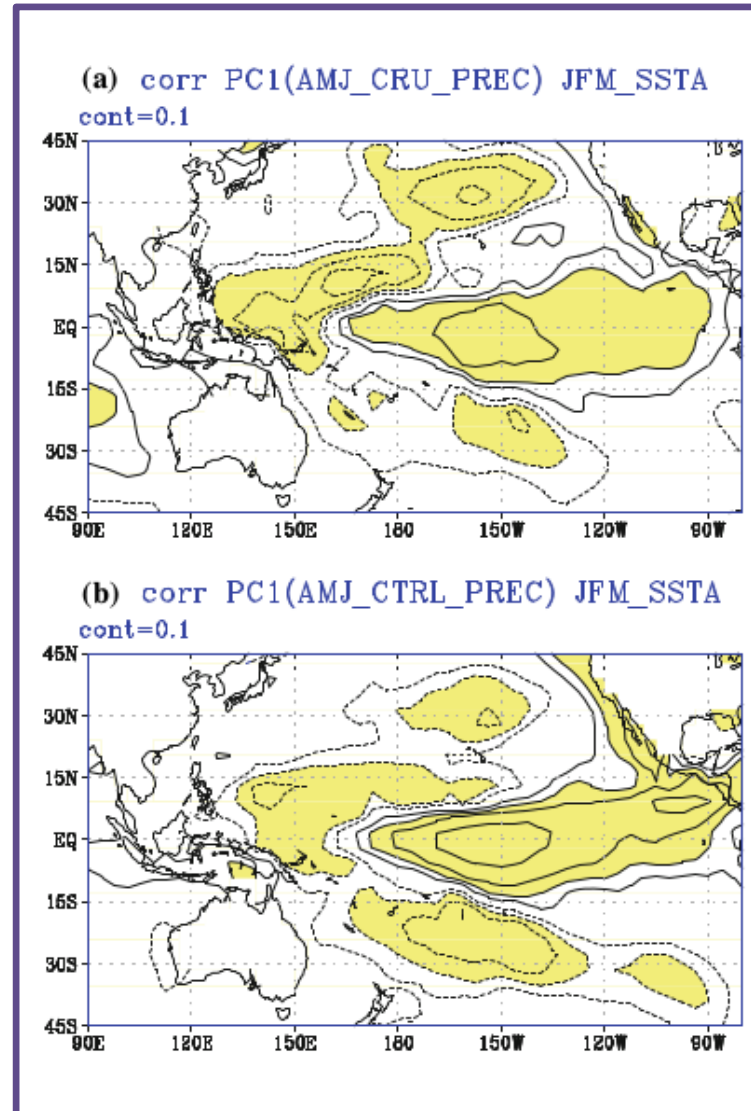 (a) corr PC1(AMJ_CRU_PREC) JFM_SSTA
cont=0.1
45N
30N
15N
EQ
15S
30S
45S
90E 120E 150E 180 150W 120W 90W
(b) corr PC1(AMJ_CTRL_PREC) JFM_SSTA
cont=0.1
45N
30N
15N
EQ
15S
30S
45S
90E 120E 150E 180 150W 120W 90W